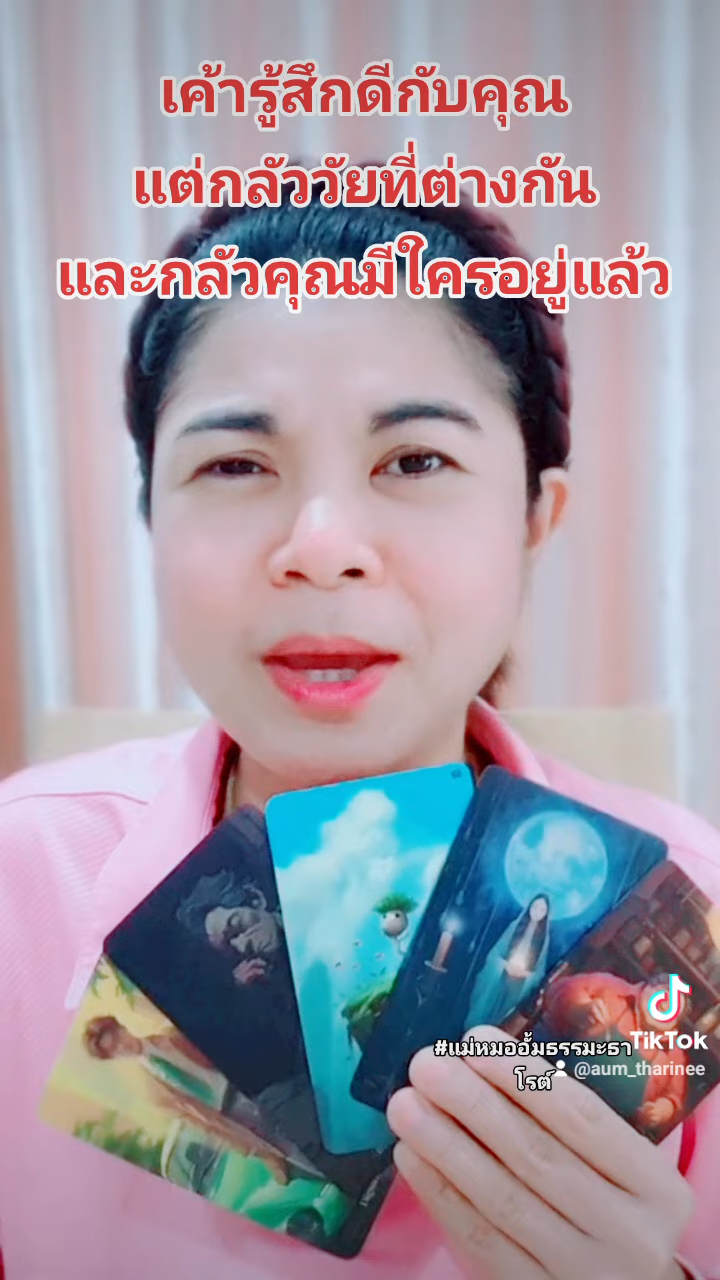 เค้ารู้สึกดีกับคุณ
แต่กลัววัยที่ต่างกัน
และกลัวคุณมีใครอยู่แล้ว
#แม่หมออั้มธรรมะธา
โรต์
TikTok
@aum_tharinee